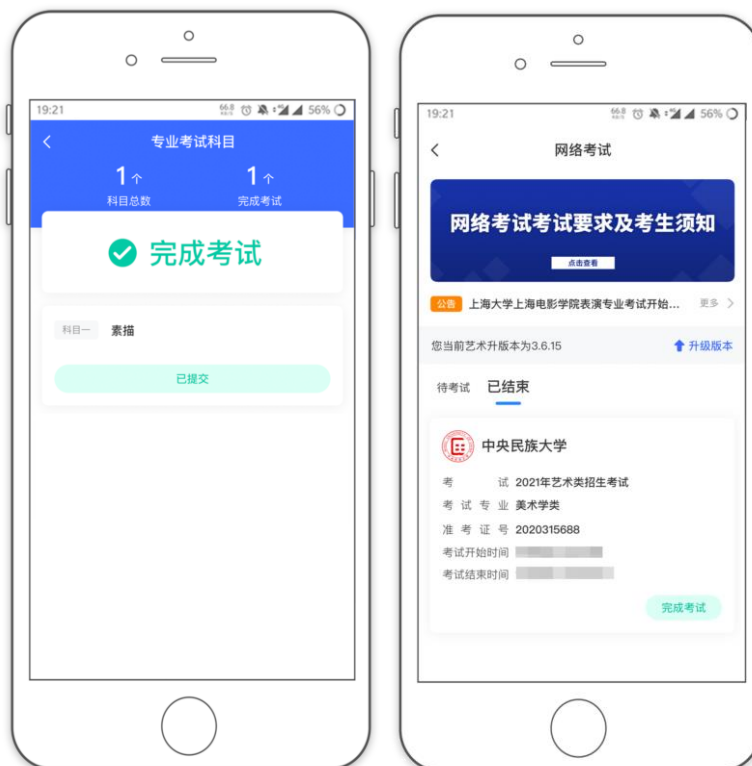 19:21
56%
专业考试科目
1个
1个
科目总数
完成考试
完成考试
科目一
素描
已提交
19:21
56%
网络考试
网络考试考试要求及考生须知
点击查看
公告
上海大学上海电影学院表演专业考试开始...
更多
您当前艺术升版本为3.6.15
升级版本
待考试
已结束
中央民族大学
考试 2021年艺术类招生考试
考试专业 美术学类
准考证号 2020315688
考试开始时间
考试结束时间
完成考试